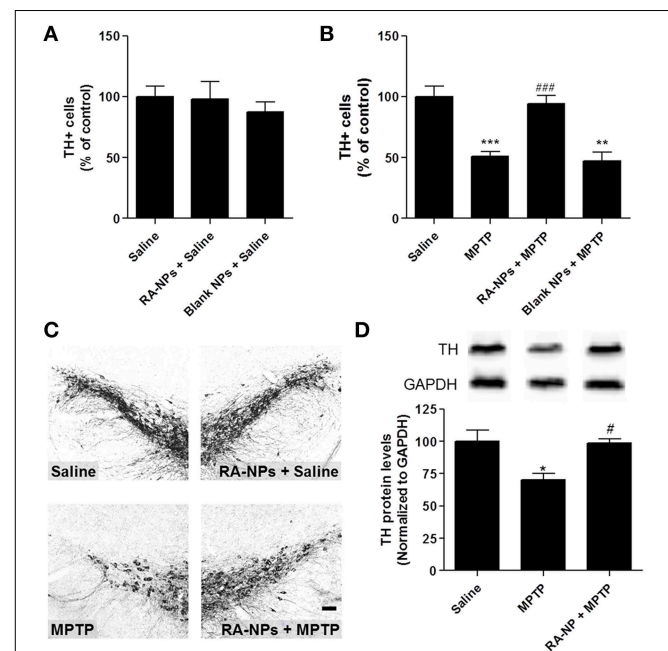 A
TH+ cells
(% of control)
150
100
50
0
Saline
RA-NPs + Saline
Blank NPs + Saline
B
TH+ cells
(% of control)
150
100
50
0
***
###
**
Saline
MPTP
RA-NPs + MPTP
Blank NPs + MPTP
C
Saline
RA-NPs + Saline
MPTP
RA-NPs + MPTP
D
TH
GAPDH
TH protein levels
(Normalized to GAPDH)
125
100
75
50
25
0
*
#
Saline
MPTP
RA-NP + MPTP